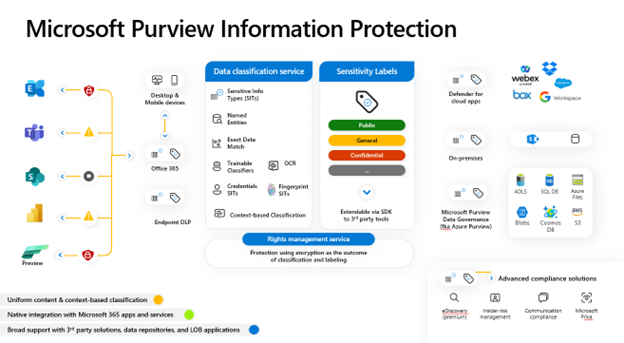 Microsoft Purview Information Protection
Preview
Desktop &
Mobile devices
Office 365
Endpoint DLP
Data classification service
Sensitive Info
Types (SITs)
Named
Entities
Exact Data
Match
Trainable
Classifiers
OCR
Credentials
SITs
Fingerprint
SITs
Context-based Classification
Sensitivity Labels
Public
General
Confidential
...
Extendable via SDK
to 3rd party tools
Rights management service
Protection using encryption as the outcome
of classification and labeling
Defender for
cloud apps
webex
by CISCO
box
Google Workspace
On-premises
Microsoft Purview
Data Governance
(fka Azure Purview)
ADLS
SQL DB
Azure
Files
Blobs
Cosmos
DB
aws
S3
Advanced compliance solutions
eDiscovery
(premium)
Insider risk
management
Communication
compliance
Microsoft
Priva
Uniform content & context-based classification
Native integration with Microsoft 365 apps and services
Broad support with 3rd party solutions, data repositories, and LOB applications